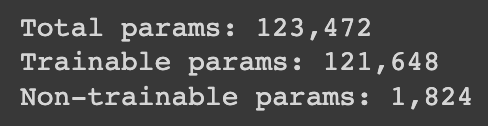 Total params: 123,472
Trainable params: 121,648
Non-trainable params: 1,824